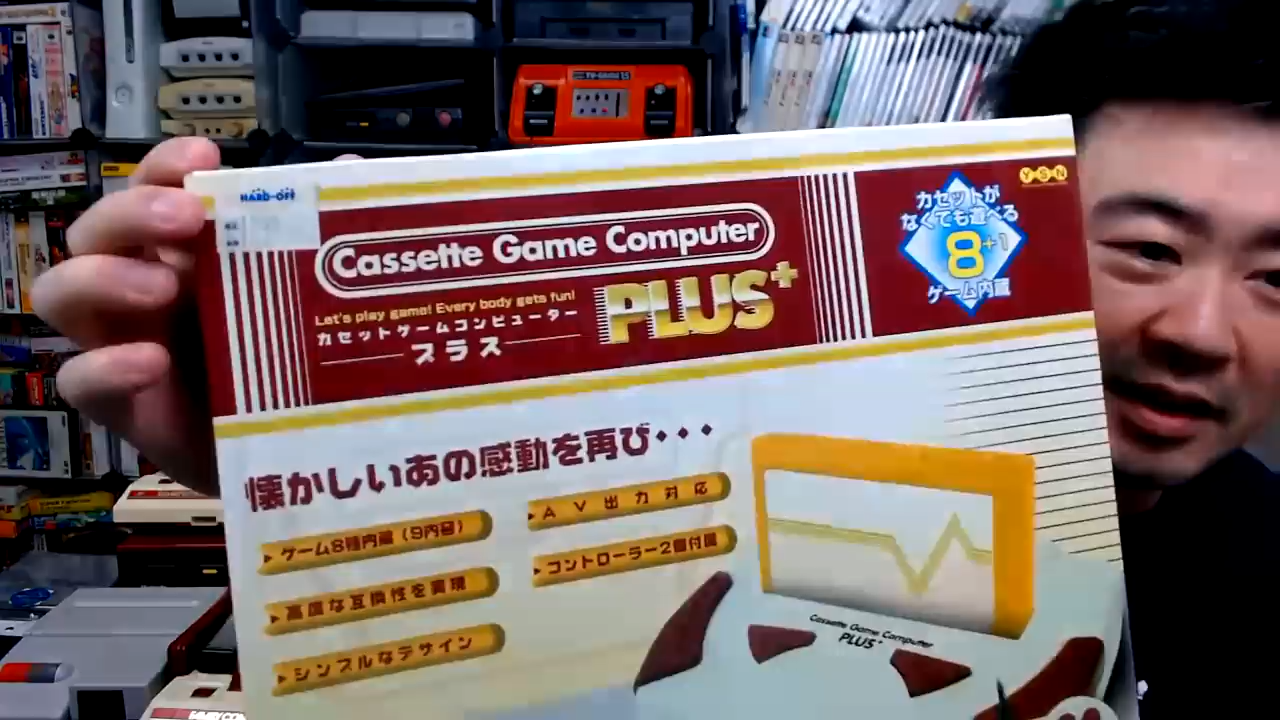 TV-GAME 15
HARD-OFF
Cassette Game Computer
Let's play game! Every body gets fun!
カセットゲームコンピューター
プラス
PLUS+
YSN
カセットが
なくても遊べる
8+1
ゲーム内蔵
懐かしいあの感動を再び・・・
ゲーム8種内蔵（9内容）
高度な互換性を実現
シンプルなデザイン
AV出力対応
コントローラー2個付属
Cassette Game Computer
PLUS+